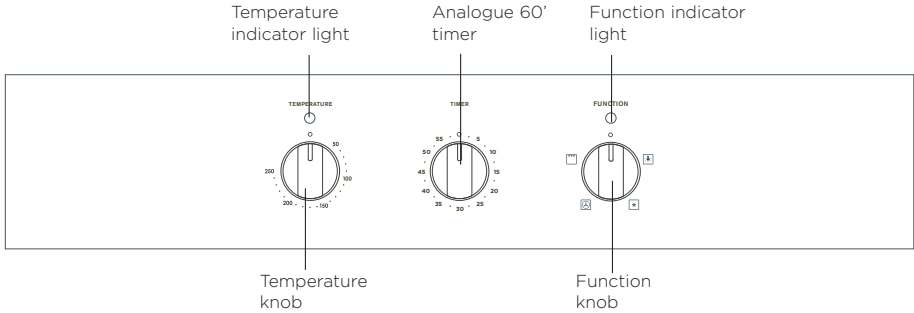 Temperature
indicator light
Analogue 60’
timer
Function indicator
light
TEMPERATURE
TIMER
FUNCTION
50
100
150
200
250
5
10
15
20
25
30
35
40
45
50
55
Temperature
knob
Function
knob